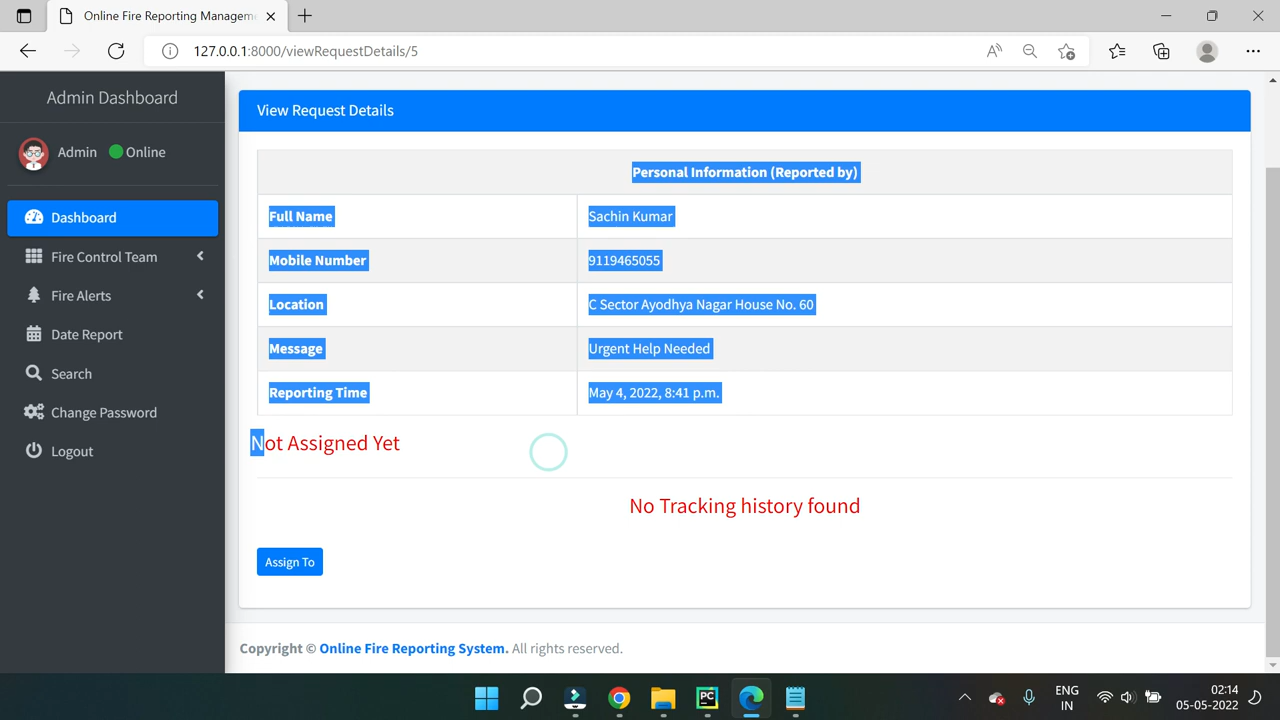 Online Fire Reporting Managem
127.0.0.1:8000/viewRequestDetails/5
Admin Dashboard
Admin
Online
Dashboard
Fire Control Team
Fire Alerts
Date Report
Search
Change Password
Logout
View Request Details
Personal Information (Reported by)
Full Name Sachin Kumar
Mobile Number 9119465055
Location C Sector Ayodhya Nagar House No. 60
Message Urgent Help Needed
Reporting Time May 4, 2022, 8:41 p.m.
Not Assigned Yet
No Tracking history found
Assign To
Copyright © Online Fire Reporting System. All rights reserved.
PC
ENG
IN
02:14
05-05-2022